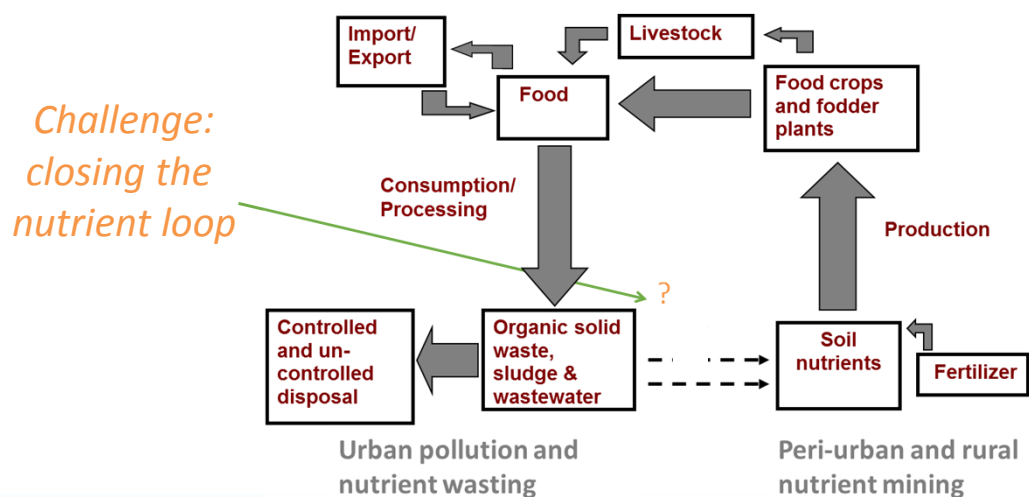 Import/
Export
Livestock
Food
Food crops
and fodder
plants
Challenge:
closing the
nutrient loop
Consumption/
Processing
Production
?
Controlled
and un-
controlled
disposal
Organic solid
waste,
sludge &
wastewater
Soil
nutrients
Fertilizer
Urban pollution and
nutrient wasting
Peri-urban and rural
nutrient mining